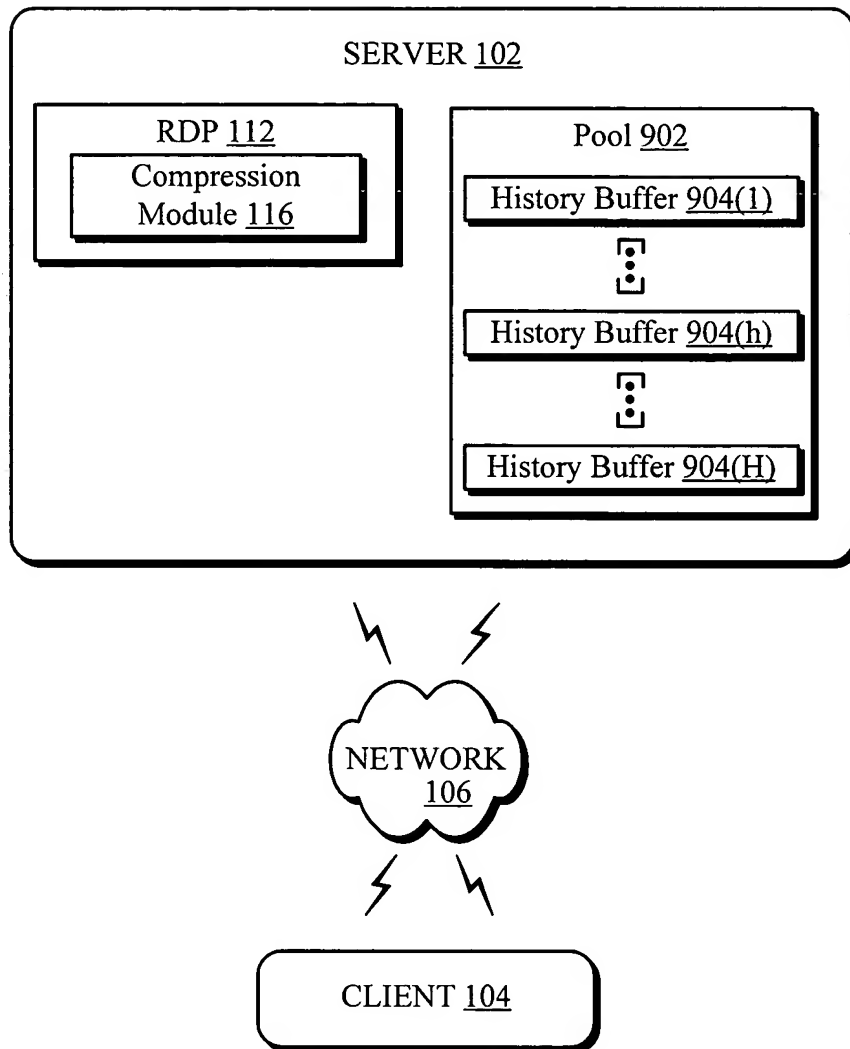 SERVER 102
RDP 112
Compression
Module 116
Pool 902
History Buffer 904(1)
History Buffer 904(h)
History Buffer 904(H)
NETWORK
106
CLIENT 104